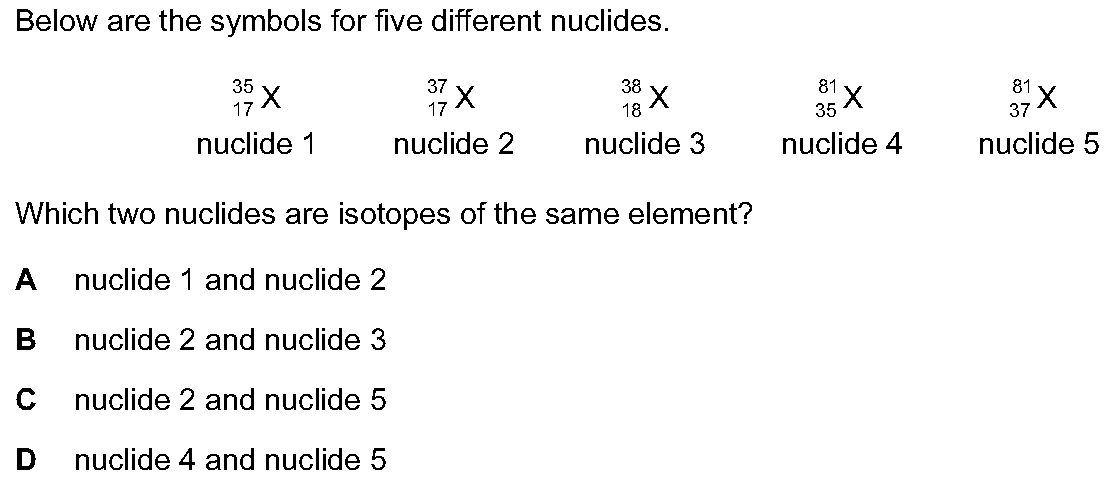 Below are the symbols for five different nuclides.
35 37 38 81 81
17 X 17 X 18 X 35 X 37 X
nuclide 1 nuclide 2 nuclide 3 nuclide 4 nuclide 5
Which two nuclides are isotopes of the same element?
A nuclide 1 and nuclide 2
B nuclide 2 and nuclide 3
C nuclide 2 and nuclide 5
D nuclide 4 and nuclide 5